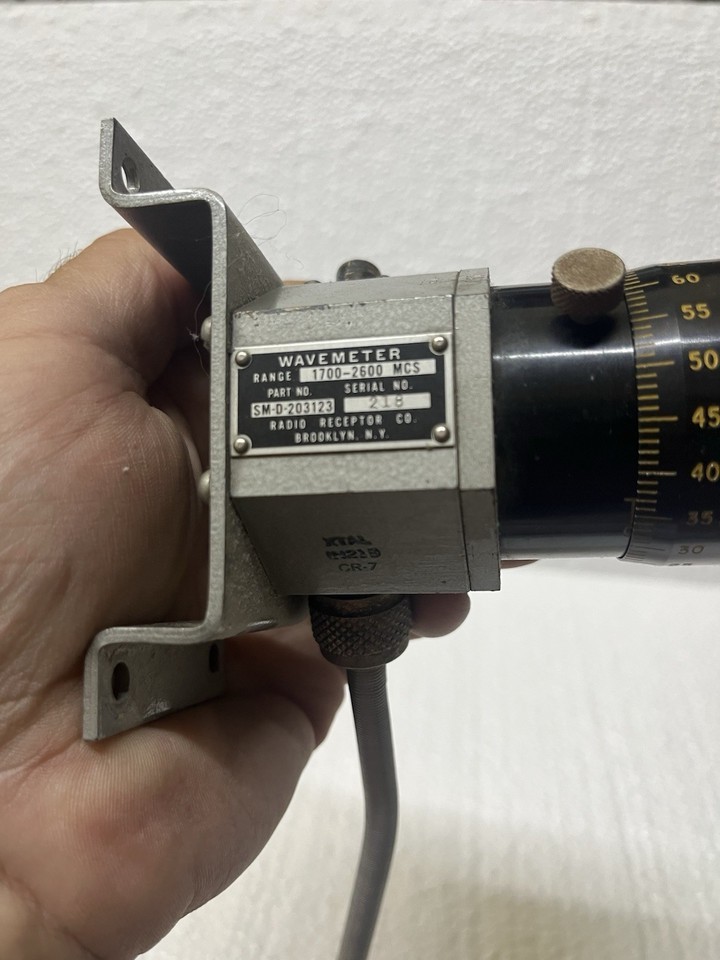 WAVEMETER
RANGE 1700-2600 MCS
PART NO. SERIAL NO.
SM-D-203123 218
RADIO RECEPTOR CO.
BROOKLYN, N.Y.
XTAL
CR-7
60
55
50
45
40
35
30
25